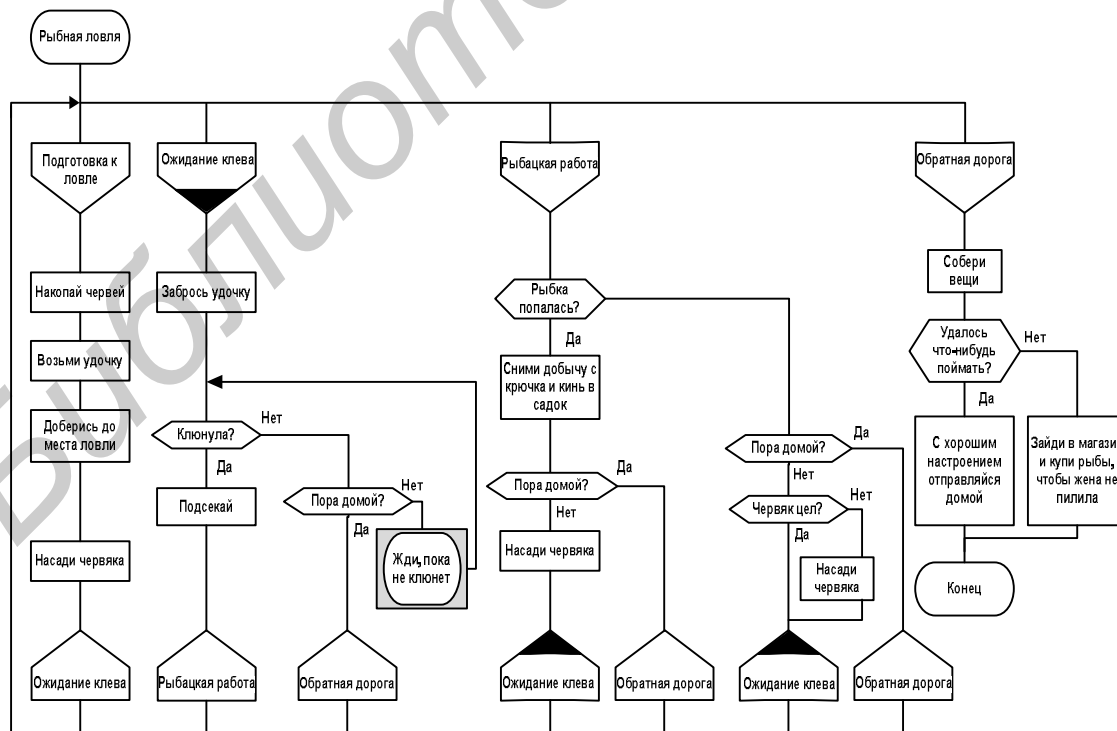 Рыбная ловля
Подготовка к
ловле
Накопай червей
Возьми удочку
Доберись до
места ловли
Насади червяка
Ожидание клева
Ожидание клева
Забрось удочку
Клюнула?
Нет
Да
Подсекай
Рыбацкая работа
Пора домой?
Нет
Да
Жди, пока
не клюнет
Обратная дорога
Рыбацкая работа
Рыбка
попалась?
Да
Сними добычу с
крючка и кинь в
садок
Пора домой?
Да
Нет
Насади червяка
Ожидание клева
Обратная дорога
Пора домой?
Да
Нет
Червяк цел?
Нет
Да
Насади
червяка
Ожидание клева
Обратная дорога
Обратная дорога
Собери
вещи
Удалось
что-нибудь
поймать?
Нет
Да
С хорошим
настроением
отправляйся
домой
Зайди в магази
и купи рыбы,
чтобы жена не
пилила
Конец
Библиоте